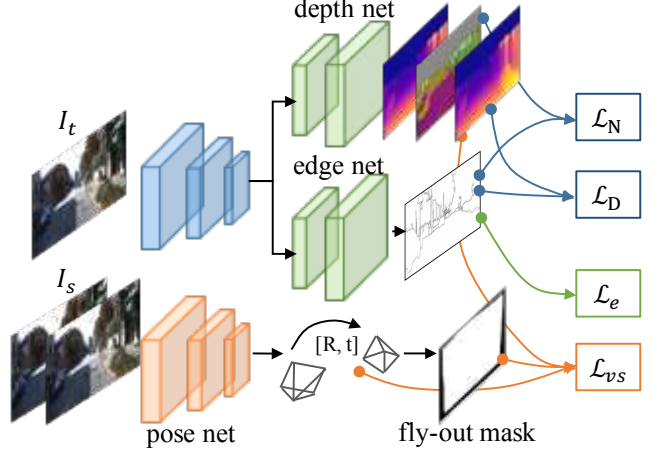 depth net
I_t
ℒ_N
edge net
ℒ_D
I_s
ℒ_e
[R, t]
ℒ_vs
pose net
fly-out mask